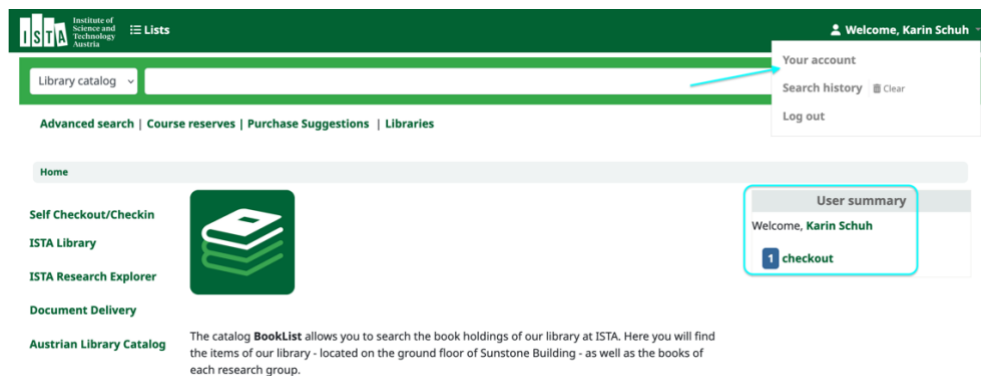 ISTA
Institute of
Science and
Technology
Austria
Lists
Welcome, Karin Schuh
Your account
Search history Clear
Log out
Library catalog
Advanced search | Course reserves | Purchase Suggestions | Libraries
Home
Self Checkout/Checkin
ISTA Library
ISTA Research Explorer
Document Delivery
Austrian Library Catalog
The catalog BookList allows you to search the book holdings of our library at ISTA. Here you will find
the items of our library - located on the ground floor of Sunstone Building - as well as the books of
each research group.
User summary
Welcome, Karin Schuh
1 checkout